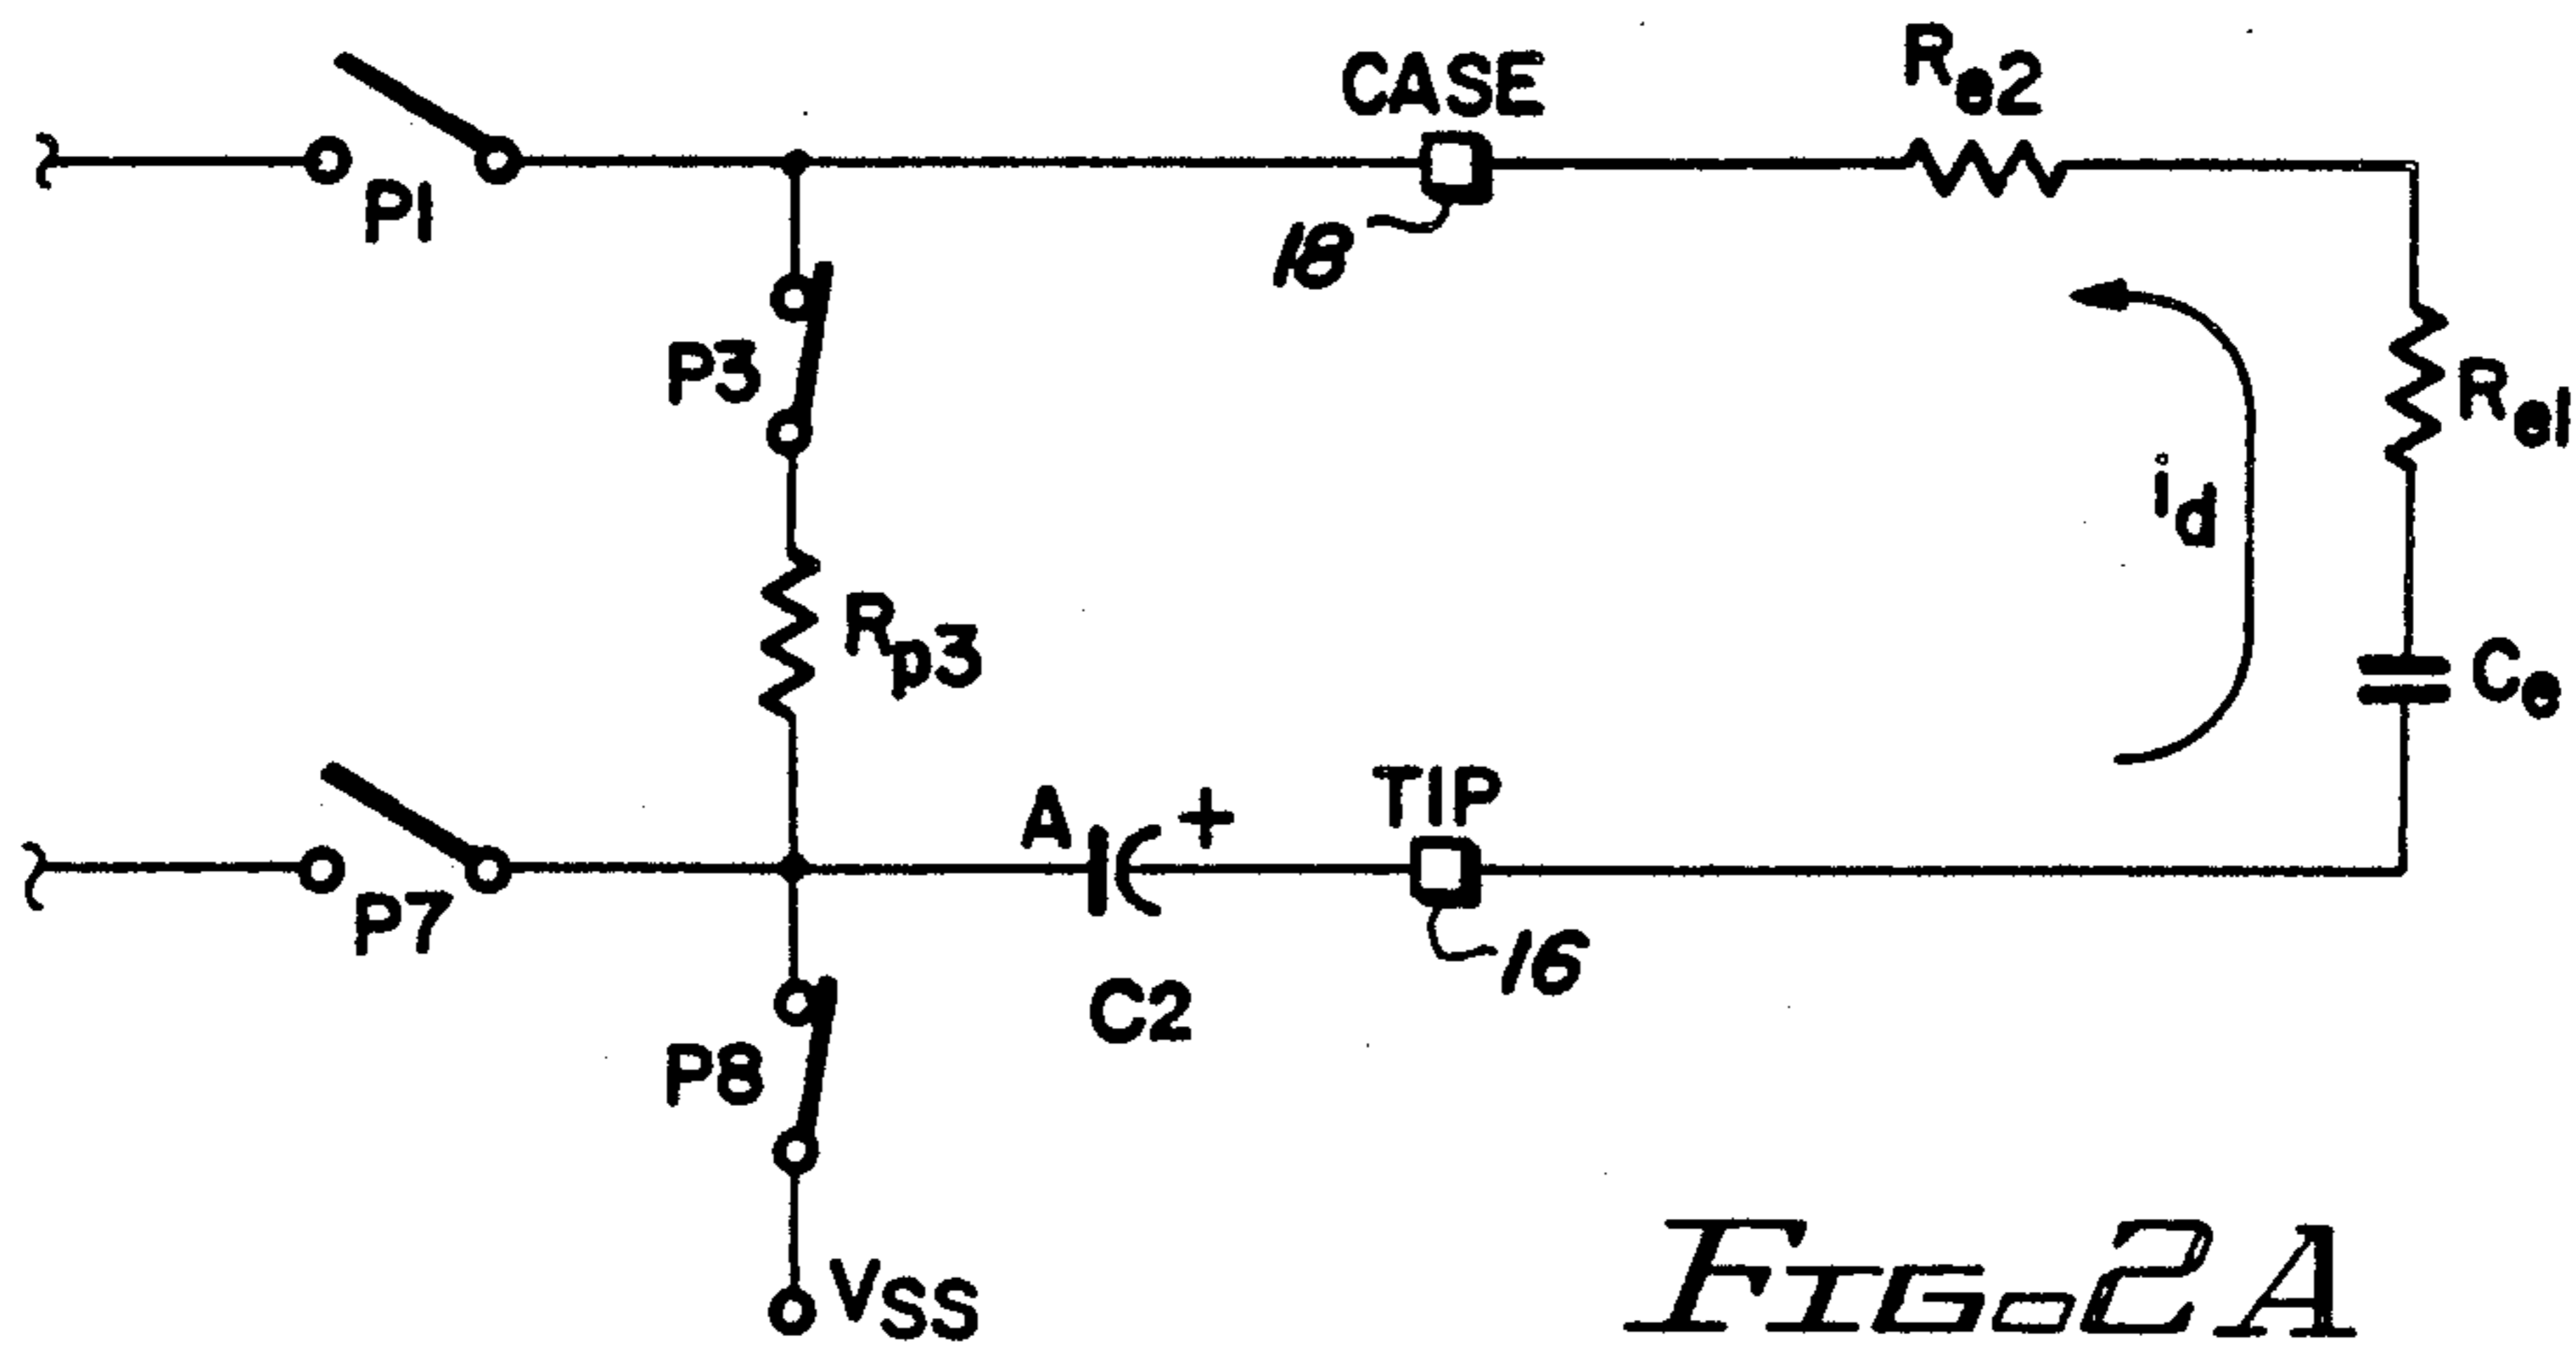 CASE
Re2
P1
18
P3
Re1
id
Rp3
Ce
A
+
TIP
P7
C2
16
P8
VSS
FIG. 2A